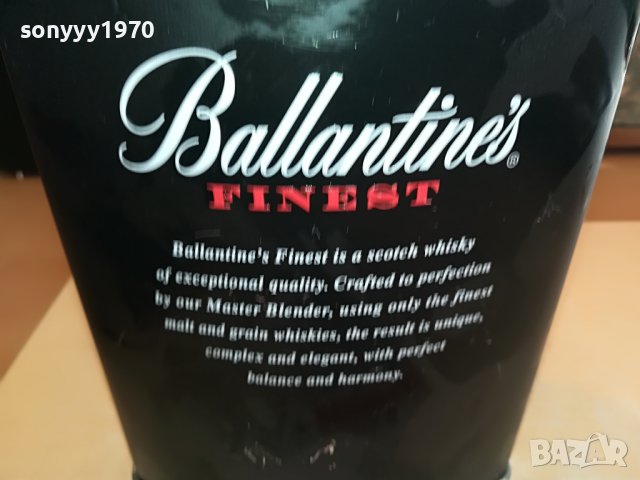 sonyyy1970
Ballantine's®
FINEST
Ballantine's Finest is a scotch whisky
of exceptional quality. Crafted to perfection
by our Master Blender, using only the finest
malt and grain whiskies, the result is unique,
complex and elegant, with perfect
balance and harmony.
BAZAR